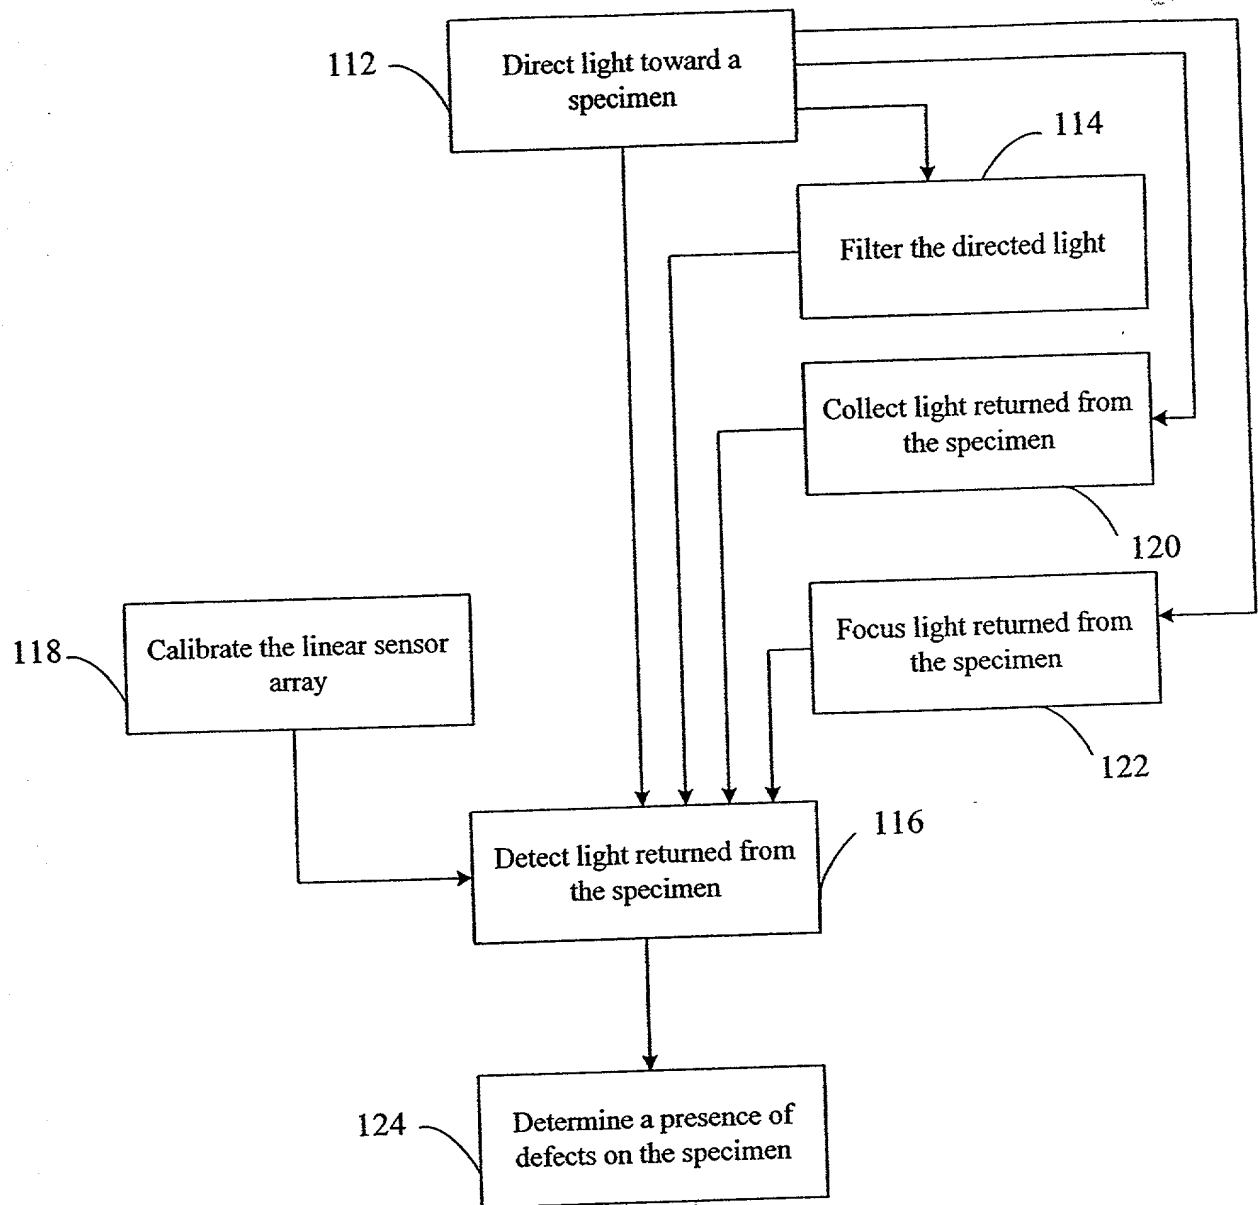 112
Direct light toward a
specimen
114
Filter the directed light
Collect light returned from
the specimen
120
118
Calibrate the linear sensor
array
Focus light returned from
the specimen
122
116
Detect light returned from
the specimen
124
Determine a presence of
defects on the specimen